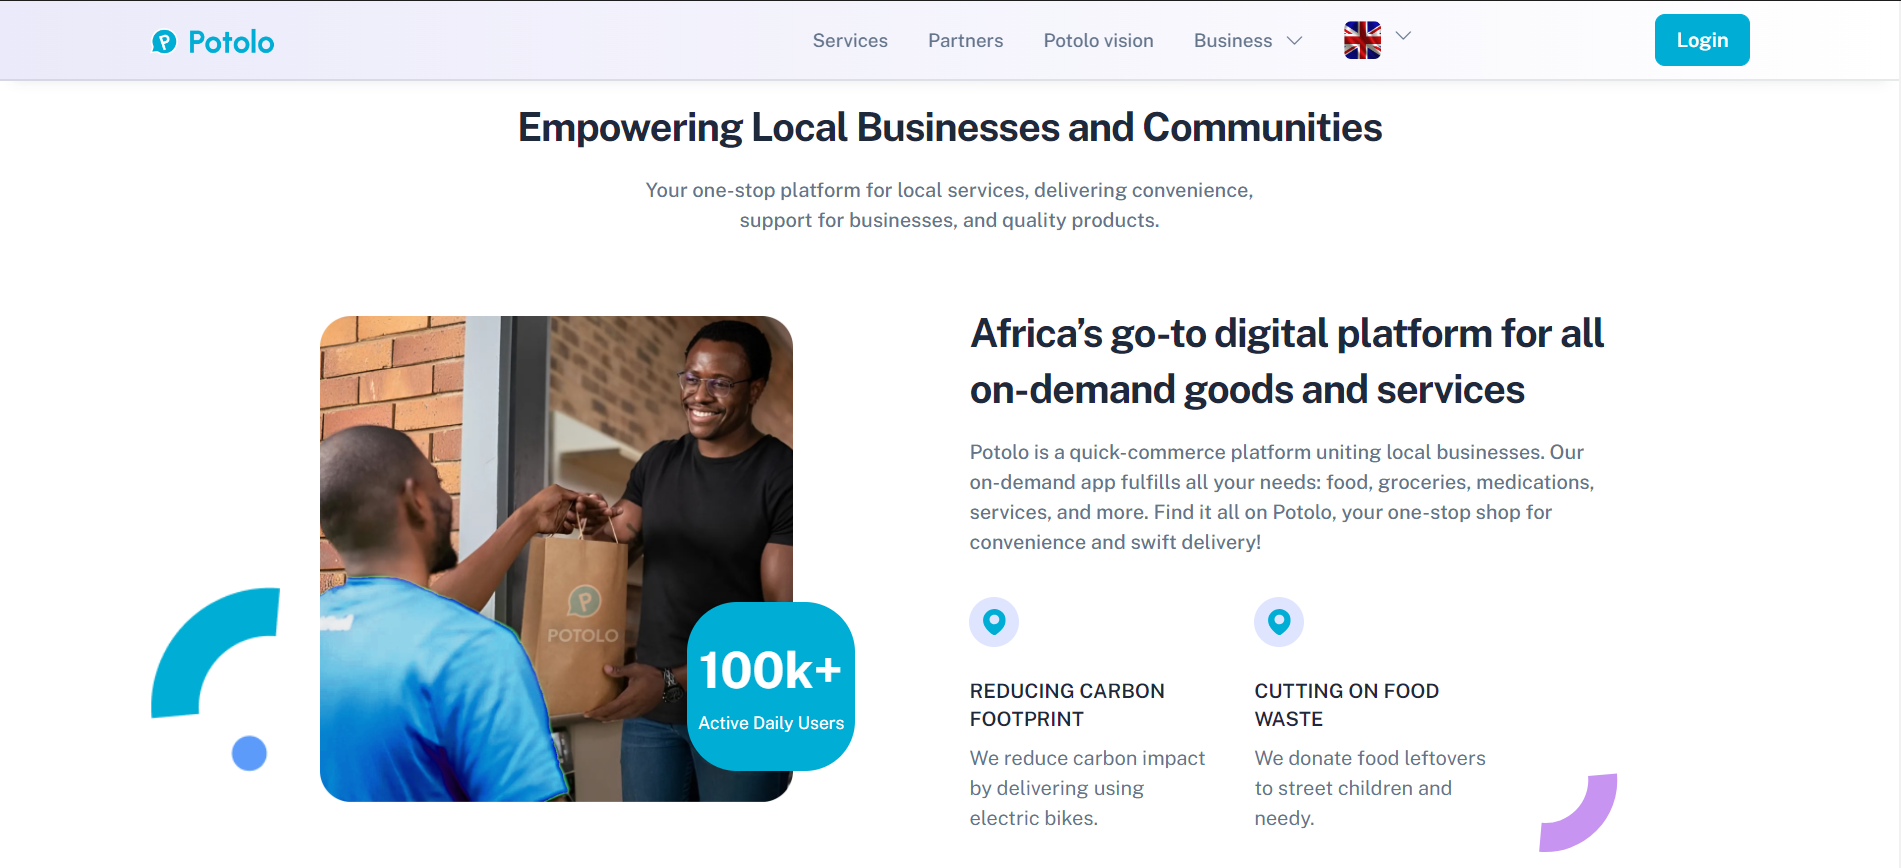 Potolo
Services
Partners
Potolo vision
Business
Login
Empowering Local Businesses and Communities
Your one-stop platform for local services, delivering convenience,
support for businesses, and quality products.
Africa’s go-to digital platform for all
on-demand goods and services
Potolo is a quick-commerce platform uniting local businesses. Our
on-demand app fulfills all your needs: food, groceries, medications,
services, and more. Find it all on Potolo, your one-stop shop for
convenience and swift delivery!
P
POTOLO
100k+
Active Daily Users
REDUCING CARBON
FOOTPRINT
We reduce carbon impact
by delivering using
electric bikes.
CUTTING ON FOOD
WASTE
We donate food leftovers
to street children and
needy.